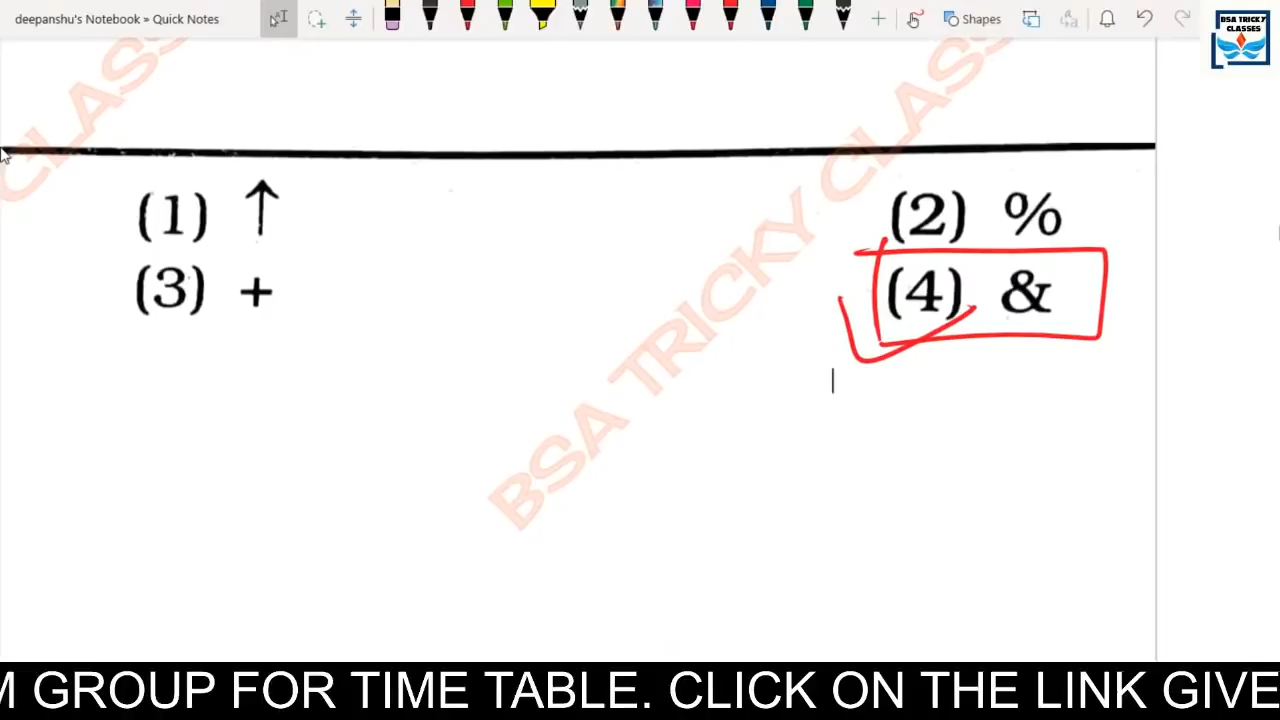 deepanshu's Notebook » Quick Notes
Shapes
BSA TRICKY
CLASSES
(1) ↑ (2) %
(3) + (4) &
BSA TRICKY CLASS
CLASS
M GROUP FOR TIME TABLE. CLICK ON THE LINK GIVE